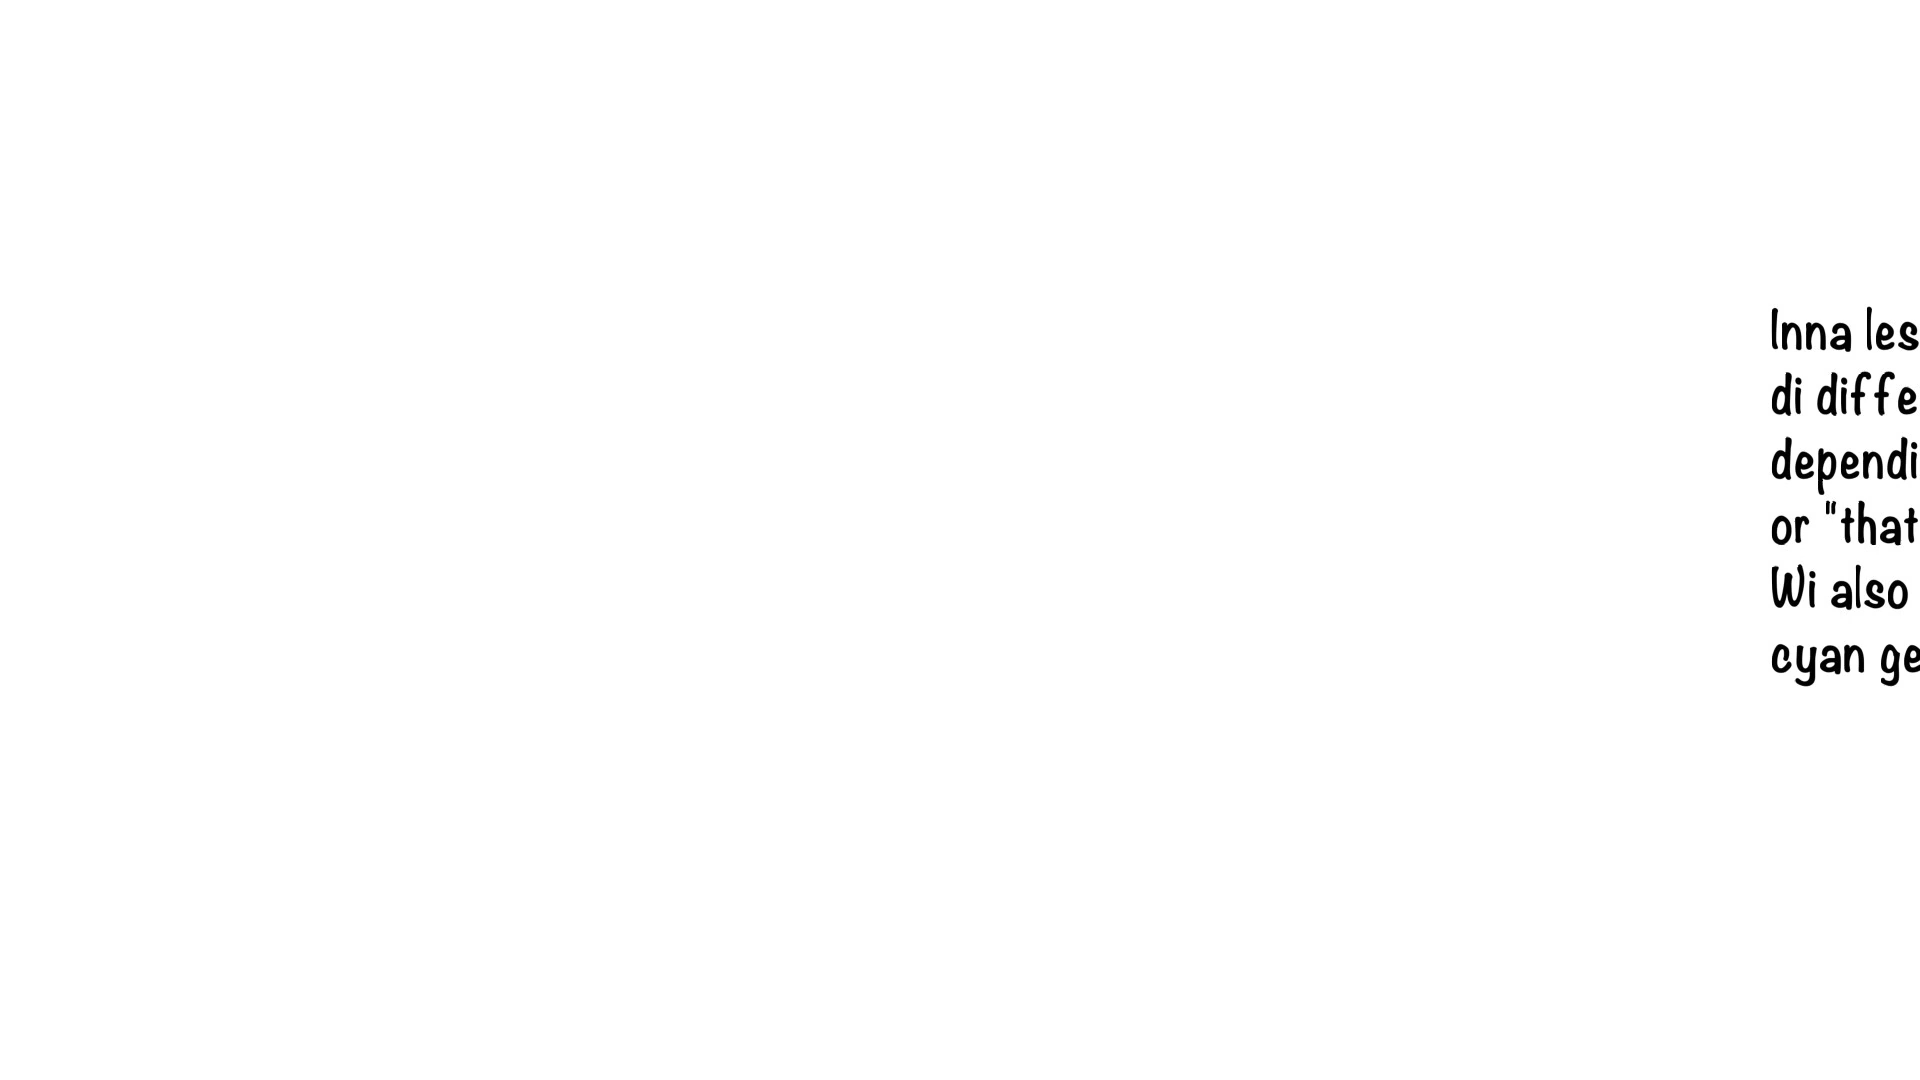 Inna les
di diffe
dependi
or "that
Wi also
cyan ge